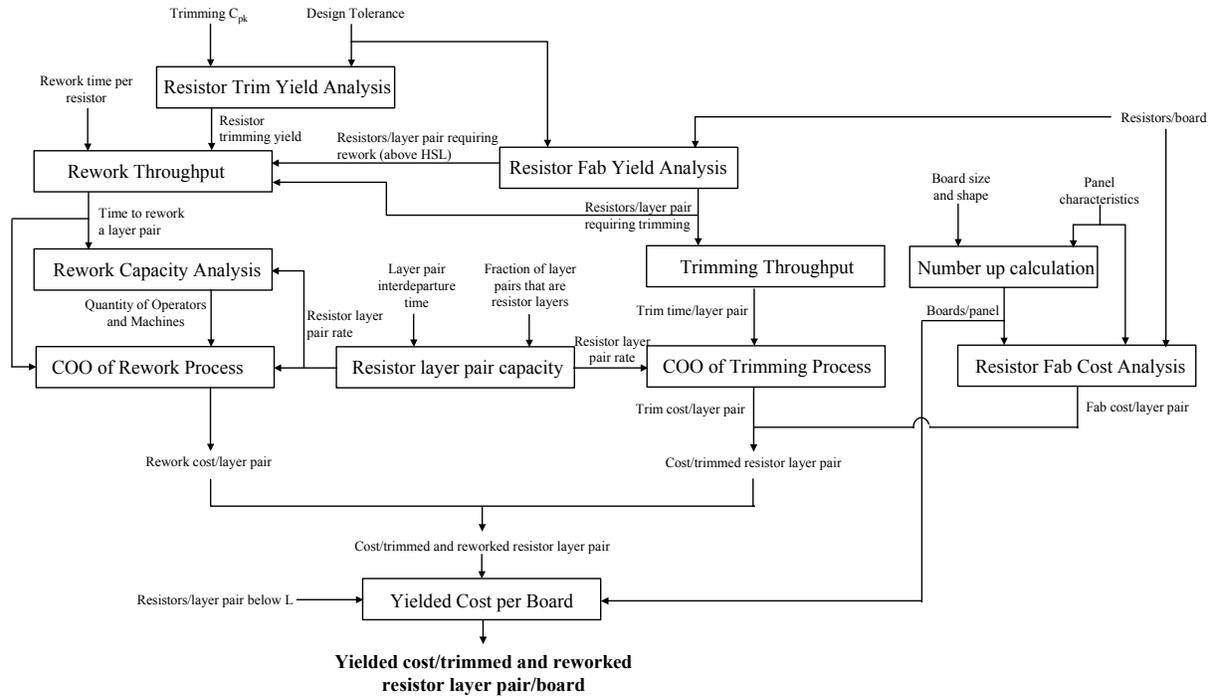 Trimming Cpk
Design Tolerance
Resistor Trim Yield Analysis
Rework time per
resistor
Resistor
trimming yield
Resistors/layer pair requiring
rework (above HSL)
Resistors/board
Rework Throughput
Resistor Fab Yield Analysis
Board size
and shape
Panel
characteristics
Time to rework
a layer pair
Resistors/layer pair
requiring trimming
Rework Capacity Analysis
Layer pair
interdeparture
time
Fraction of layer
pairs that are
resistor layers
Trimming Throughput
Number up calculation
Quantity of Operators
and Machines
Resistor layer
pair rate
Resistor layer
pair rate
Trim time/layer pair
Boards/panel
COO of Rework Process
Resistor layer pair capacity
COO of Trimming Process
Resistor Fab Cost Analysis
Trim cost/layer pair
Fab cost/layer pair
Rework cost/layer pair
Cost/trimmed resistor layer pair
Cost/trimmed and reworked resistor layer pair
Resistors/layer pair below L
Yielded Cost per Board
Yielded cost/trimmed and reworked
resistor layer pair/board